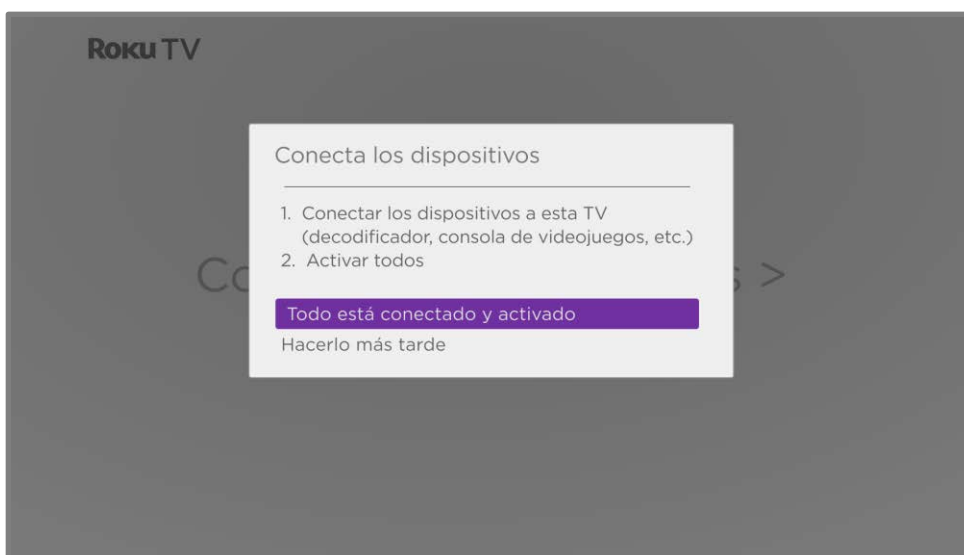 Roku TV
Conecta los dispositivos
1. Conectar los dispositivos a esta TV
(decodificador, consola de videojuegos, etc.)
2. Activar todos
Todo está conectado y activado
Hacerlo más tarde